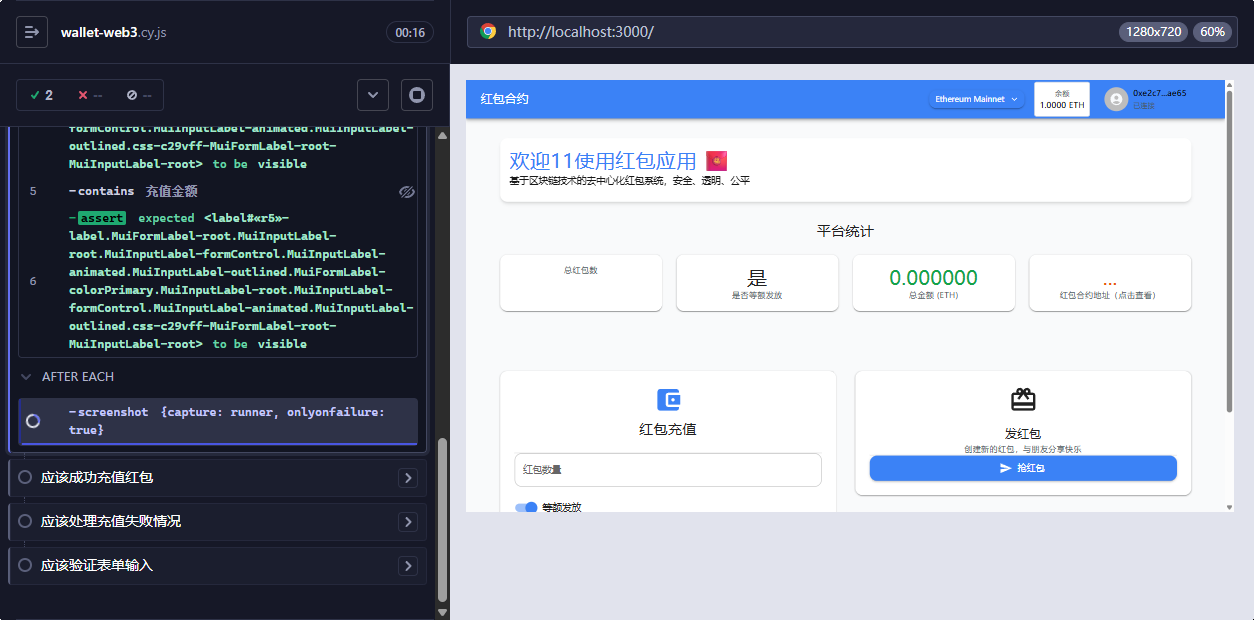 wallet-web3.cy.js
00:16
2
--
--
formControl.MuiInputLabel-animated.MuiInputLabel-
outlined.css-c29vff-MuiFormLabel-root-
MuiInputLabel-root> to be visible
5 -contains 充值金额
6 -assert expected <label#«r5»-
label.MuiFormLabel-root.MuiInputLabel-
root.MuiInputLabel-formControl.MuiInputLabel-
animated.MuiInputLabel-outlined.MuiFormLabel-
colorPrimary.MuiInputLabel-root.MuiInputLabel-
formControl.MuiInputLabel-animated.MuiInputLabel-
outlined.css-c29vff-MuiFormLabel-root-
MuiInputLabel-root> to be visible
AFTER EACH
-screenshot {capture: runner, onlyonfailure:
true}
应该成功充值红包
应该处理充值失败情况
应该验证表单输入
http://localhost:3000/
1280x720
60%
红包合约
Ethereum Mainnet
余额
1.0000 ETH
0xe2c7...ae65
已连接
欢迎11使用红包应用
基于区块链技术的去中心化红包系统，安全、透明、公平
平台统计
总红包数
是
是否等额发放
0.000000
总金额 (ETH)
...
红包合约地址（点击查看）
红包充值
红包数量
等额发放
发红包
创建新的红包，与朋友分享快乐
抢红包